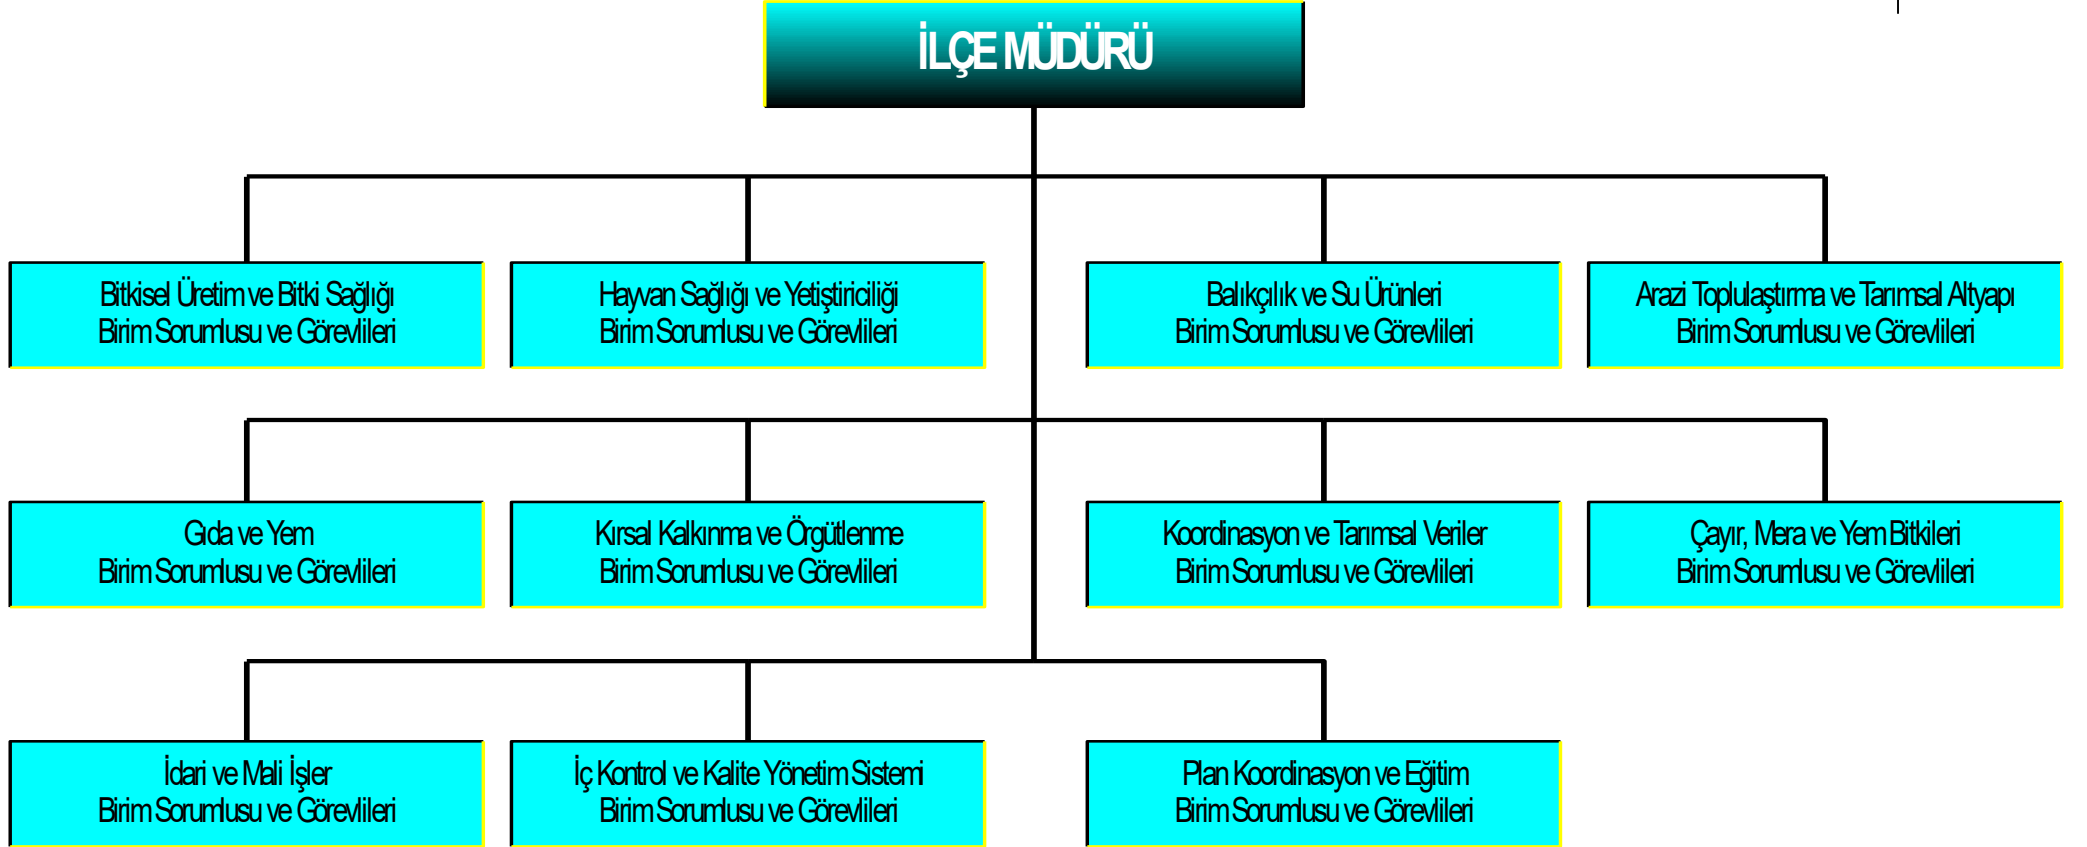 İLÇE MÜDÜRÜ
Bitkisel Üretim ve Bitki Sağlığı
Birim Sorumlusu ve Görevlileri
Hayvan Sağlığı ve Yetiştiriciliği
Birim Sorumlusu ve Görevlileri
Balıkçılık ve Su Ürünleri
Birim Sorumlusu ve Görevlileri
Arazi Toplulaştırma ve Tarımsal Altyapı
Birim Sorumlusu ve Görevlileri
Gıda ve Yem
Birim Sorumlusu ve Görevlileri
Kırsal Kalkınma ve Örgütlenme
Birim Sorumlusu ve Görevlileri
Koordinasyon ve Tarımsal Veriler
Birim Sorumlusu ve Görevlileri
Çayır, Mera ve Yem Bitkileri
Birim Sorumlusu ve Görevlileri
İdari ve Mali İşler
Birim Sorumlusu ve Görevlileri
İç Kontrol ve Kalite Yönetim Sistemi
Birim Sorumlusu ve Görevlileri
Plan Koordinasyon ve Eğitim
Birim Sorumlusu ve Görevlileri